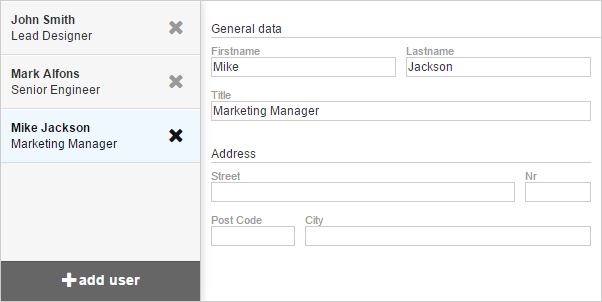 John Smith
Lead Designer
Mark Alfons
Senior Engineer
Mike Jackson
Marketing Manager
add user
General data
Firstname Lastname
Mike Jackson
Title
Marketing Manager
Address
Street Nr
Post Code City